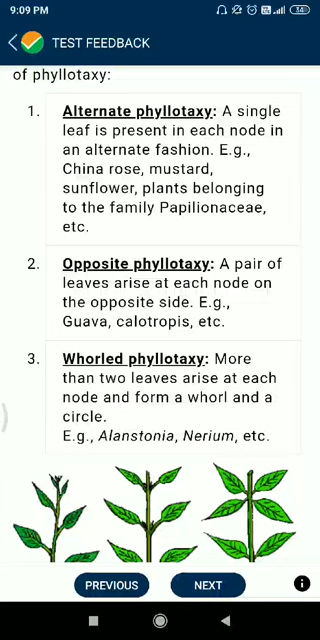 9:09 PM
34
TEST FEEDBACK
of phyllotaxy:
1. Alternate phyllotaxy: A single
leaf is present in each node in
an alternate fashion. E.g.,
China rose, mustard,
sunflower, plants belonging
to the family Papilionaceae,
etc.
2. Opposite phyllotaxy: A pair of
leaves arise at each node on
the opposite side. E.g.,
Guava, calotropis, etc.
3. Whorled phyllotaxy: More
than two leaves arise at each
node and form a whorl and a
circle.
E.g., Alanstonia, Nerium, etc.
PREVIOUS
NEXT